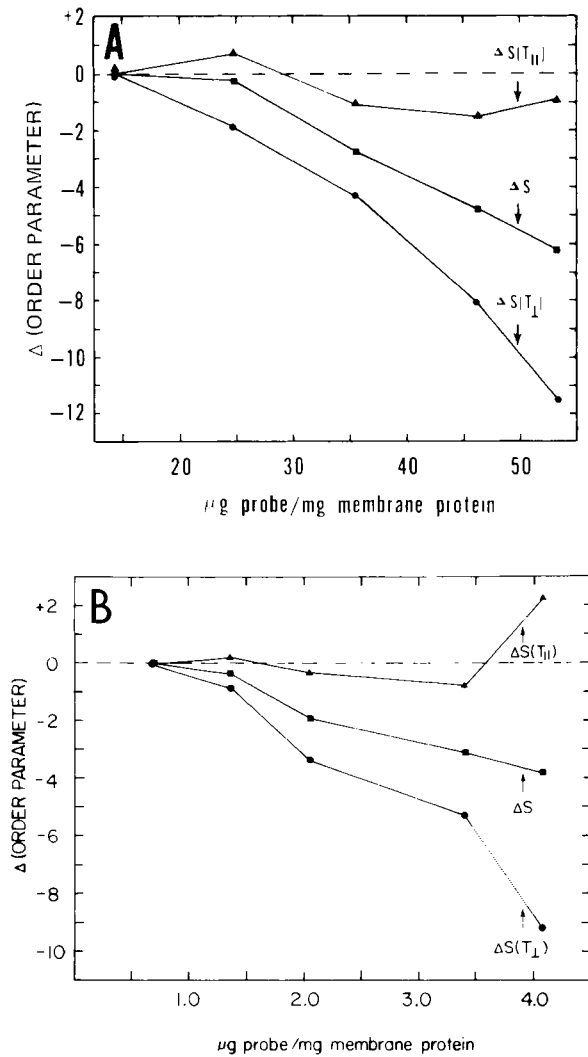 A
+2
0
−2
−4
−6
−8
−10
−12
Δ (ORDER PARAMETER)
ΔS(T||)
ΔS
ΔS(T⊥)
20 30 40 50
μg probe/mg membrane protein
B
+2
0
-2
-4
-6
-8
-10
Δ (ORDER PARAMETER)
ΔS(T||)
ΔS
ΔS(T⊥)
1.0 2.0 3.0 4.0
μg probe/mg membrane protein